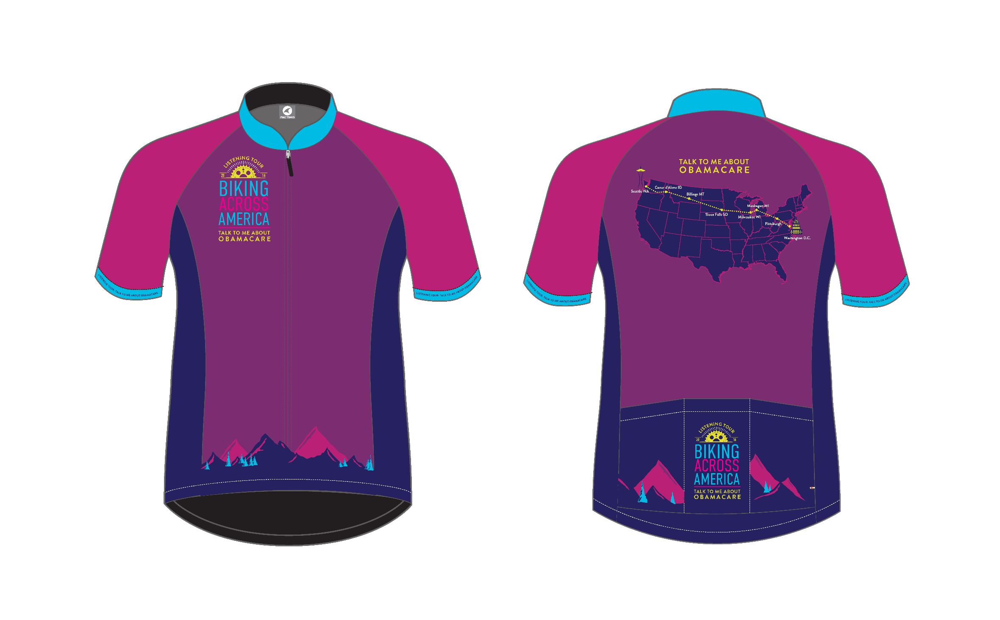 PACTIMO
LISTENING TOUR
20 16
BIKING
ACROSS
AMERICA
TALK TO ME ABOUT
OBAMACARE
LISTENING TOUR: TALK TO ME ABOUT OBAMACARE
LISTENING TOUR: TALK TO ME ABOUT OBAMACARE
TALK TO ME ABOUT
OBAMACARE
Seattle WA
Coeur d'Alene ID
Billings MT
Sioux Falls SD
Milwaukee WI
Muskegon MI
Pittsburgh
Washington D.C.
LISTENING TOUR: TALK TO ME ABOUT OBAMACARE
LISTENING TOUR: TALK TO ME ABOUT OBAMACARE
LISTENING TOUR
20 16
BIKING
ACROSS
AMERICA
TALK TO ME ABOUT
OBAMACARE